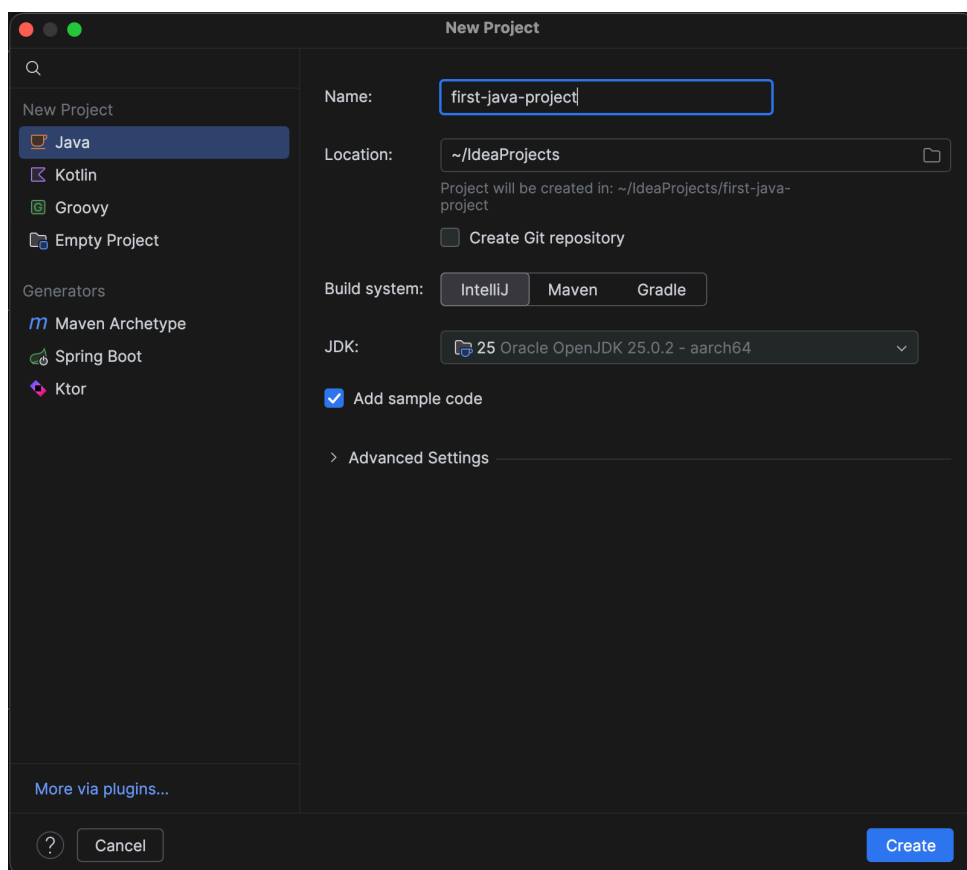 New Project
New Project
Java
Kotlin
G Groovy
Empty Project
Generators
m Maven Archetype
Spring Boot
Ktor
More via plugins...
Name: first-java-project
Location: ~/IdeaProjects
Project will be created in: ~/IdeaProjects/first-java-
project
Create Git repository
Build system: IntelliJ Maven Gradle
JDK: 25 Oracle OpenJDK 25.0.2 - aarch64
Add sample code
Advanced Settings
? Cancel Create